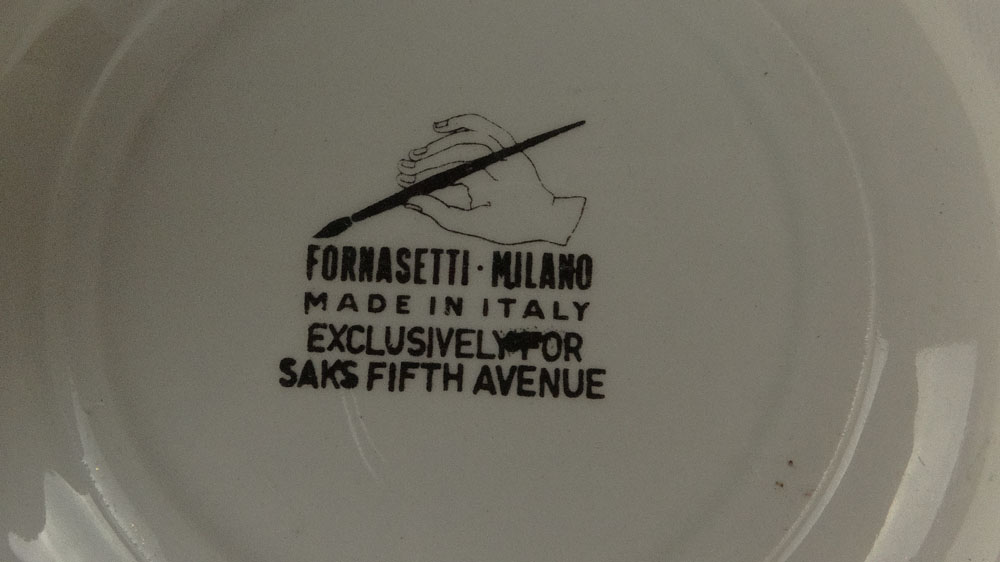 FORNASETTI · MILANO
MADE IN ITALY
EXCLUSIVELY FOR
SAKS FIFTH AVENUE